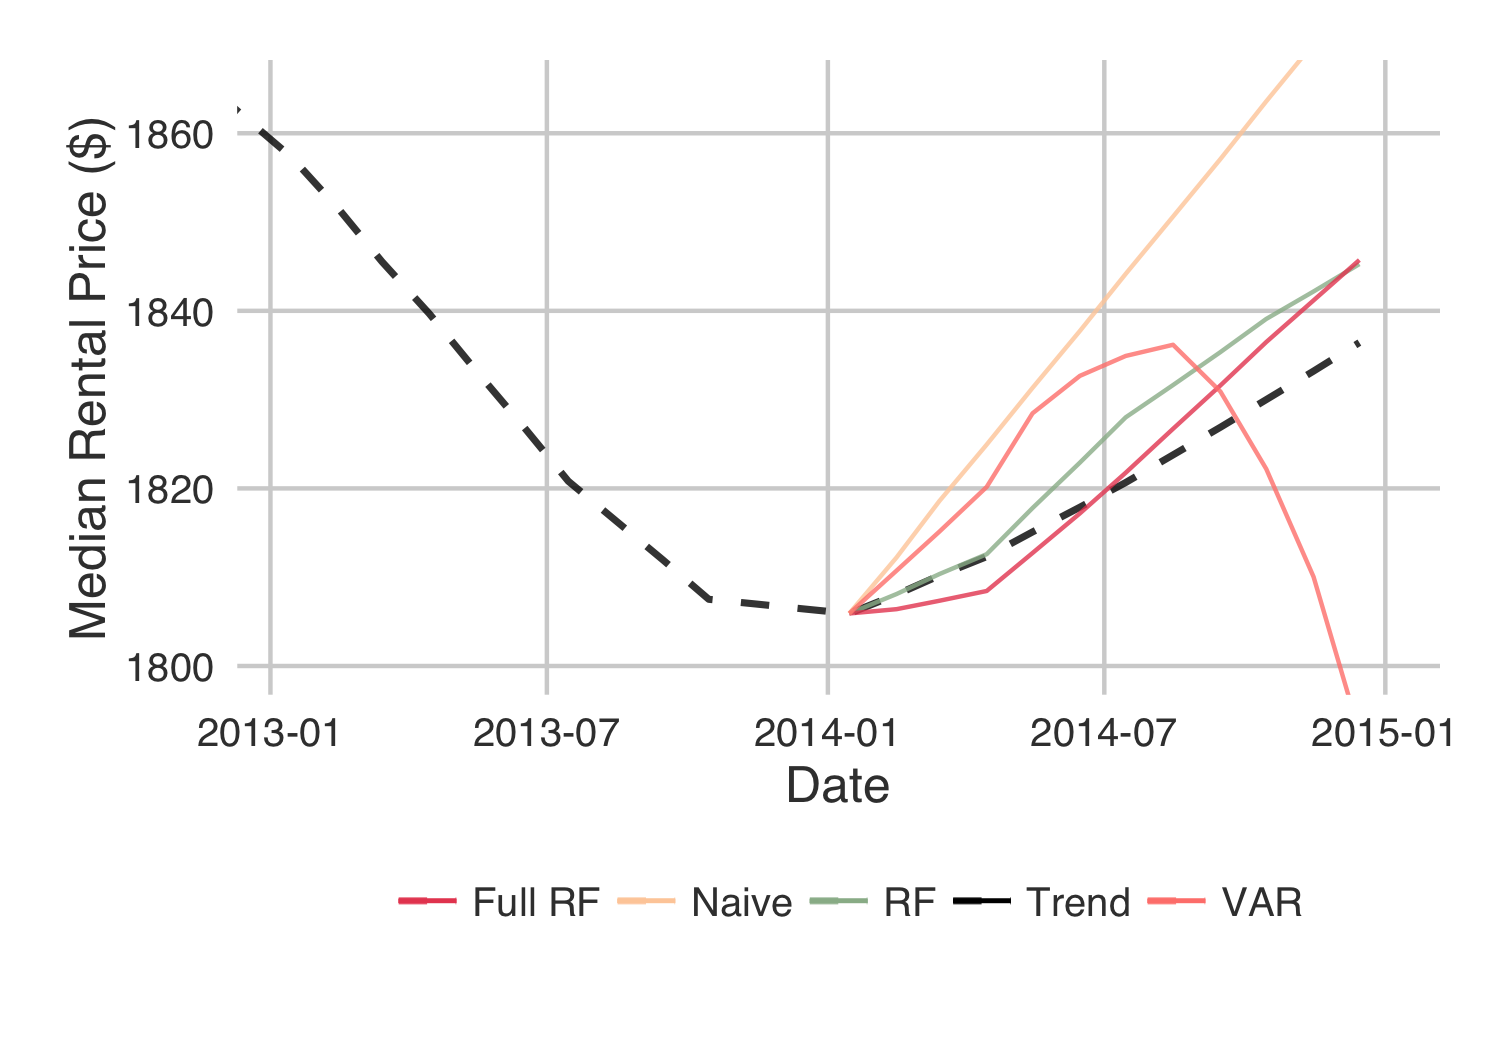 Median Rental Price ($)
1860
1840
1820
1800
2013-01 2013-07 2014-01 2014-07 2015-01
Date
Full RF Naive RF Trend VAR